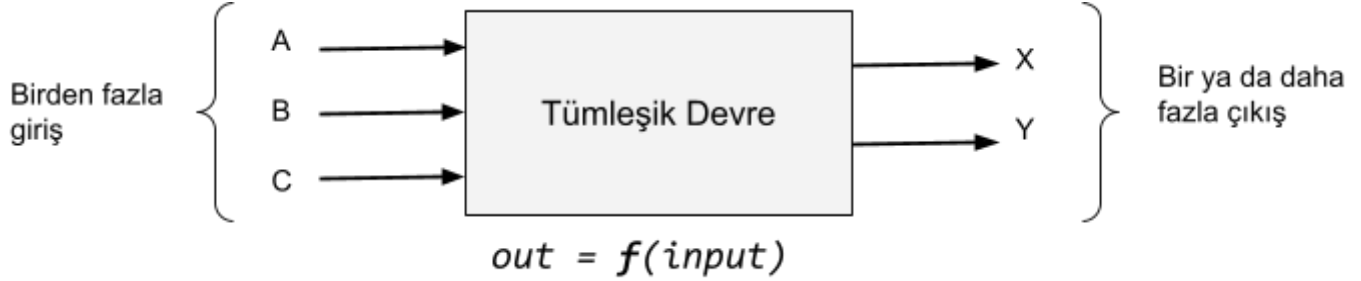 Birden fazla
giriş
A
B
C
Tümleşik Devre
X
Y
Bir ya da daha
fazla çıkış
out = f(input)